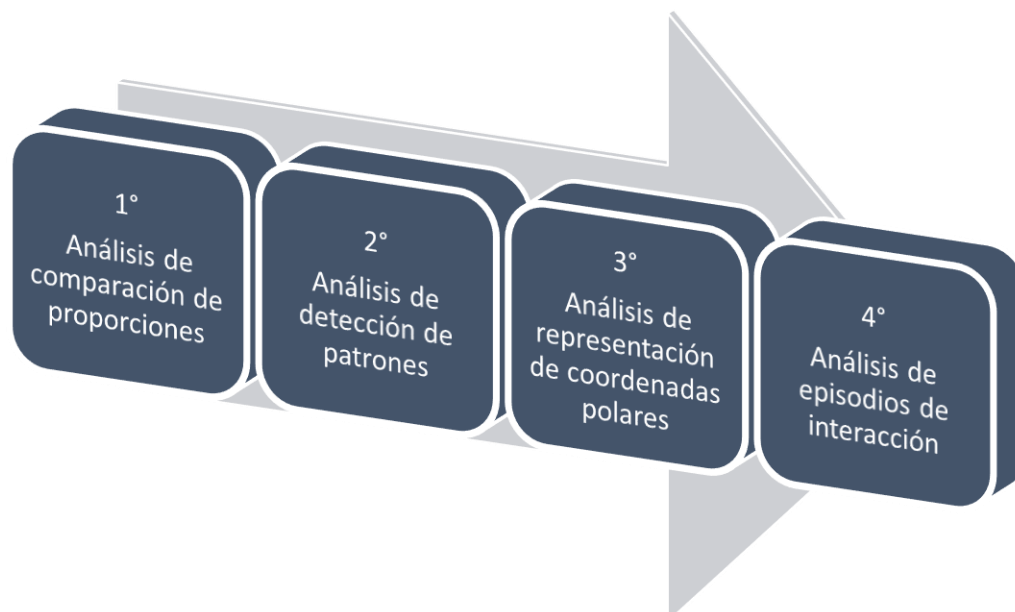 1°
Análisis de
comparación de
proporciones
2°
Análisis de
detección de
patrones
3°
Análisis de
representación
de coordenadas
polares
4°
Análisis de
episodios de
interacción